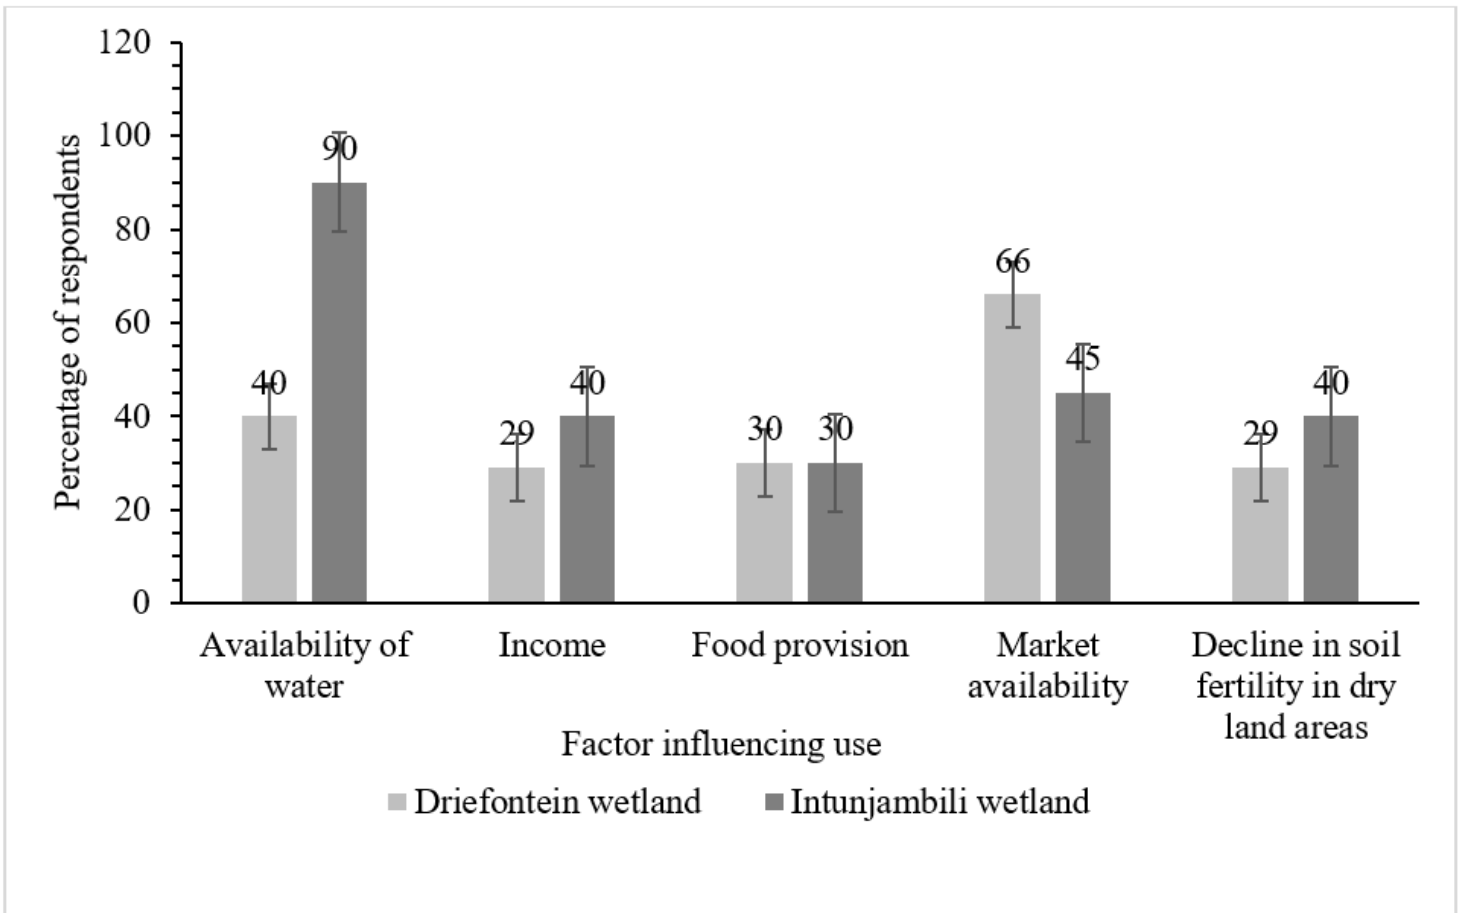 120
100
80
60
40
20
0
Percentage of respondents
40
90
29
40
30
30
66
45
29
40
Availability of
water
Income
Food provision
Market
availability
Decline in soil
fertility in dry
land areas
Factor influencing use
Driefontein wetland
Intunjambili wetland